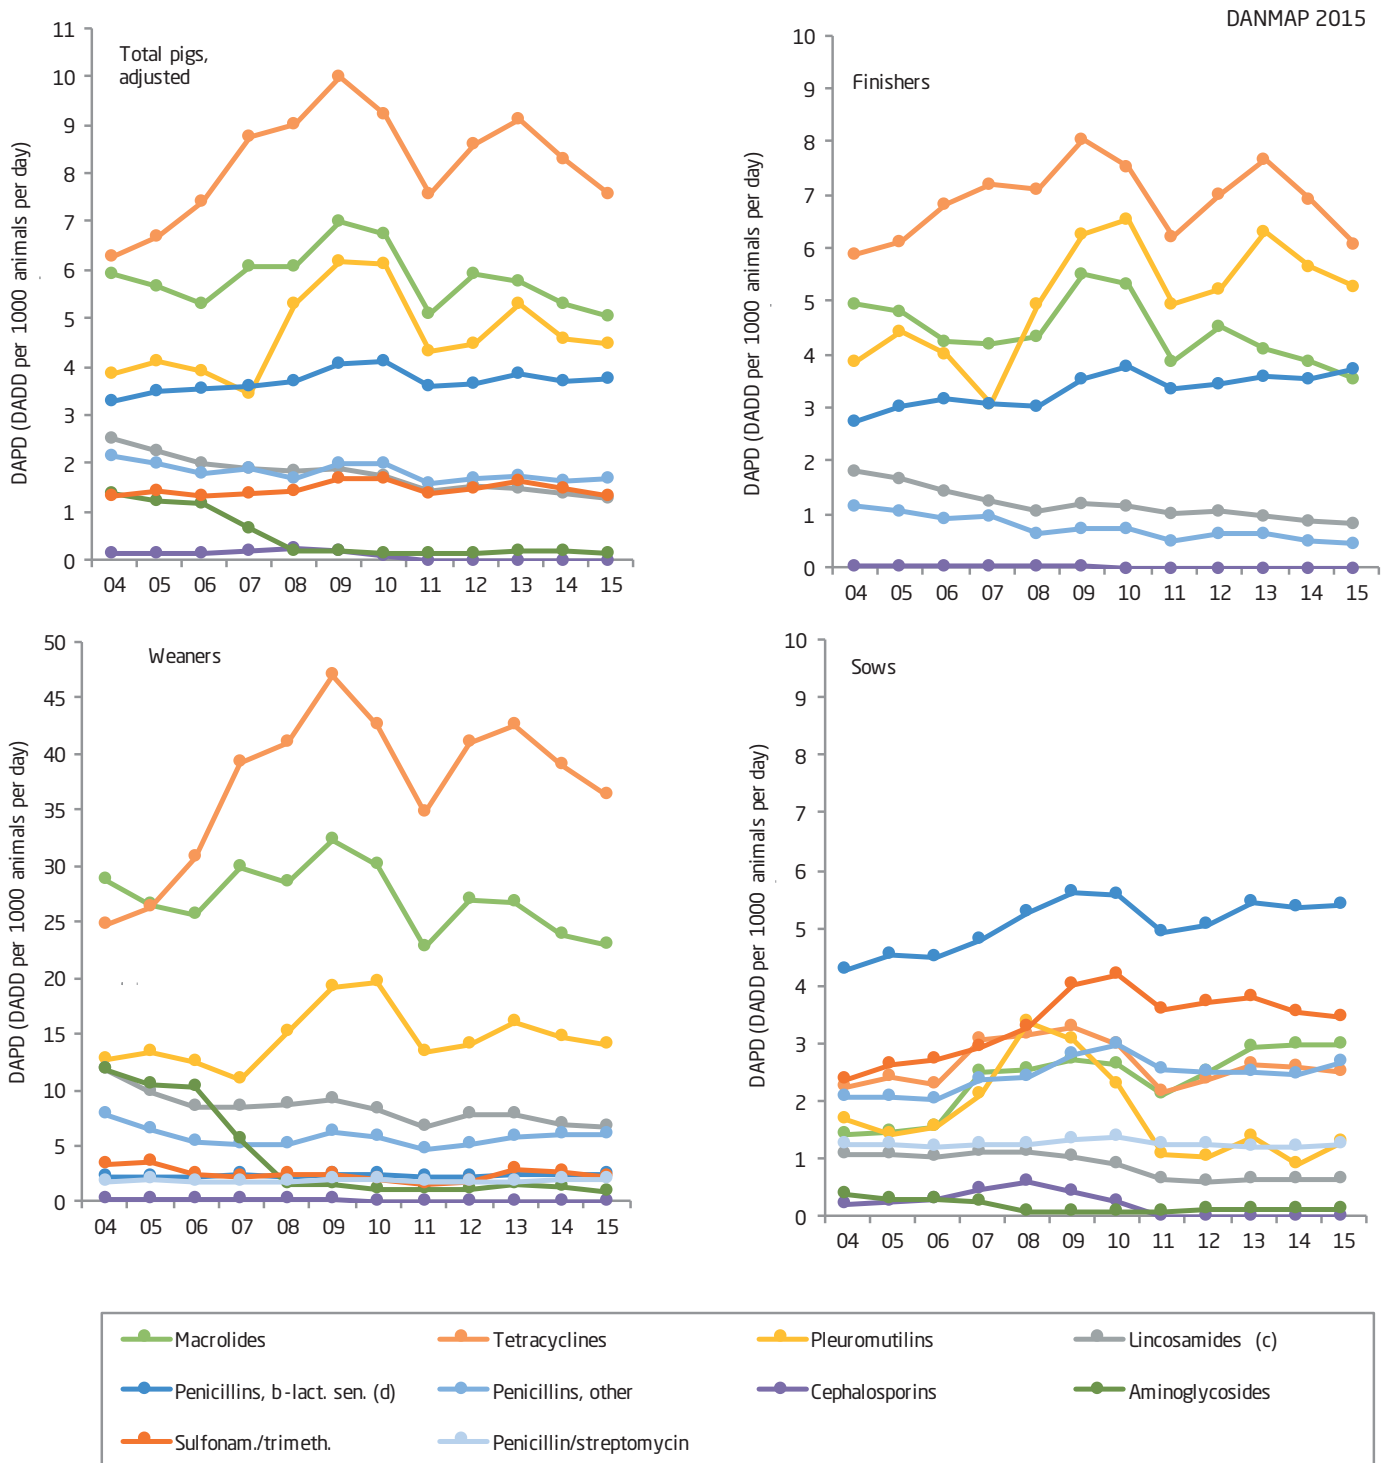 DANMAP 2015
Total pigs,
adjusted
DAPD (DADD per 1000 animals per day)
11
10
9
8
7
6
5
4
3
2
1
0
04 05 06 07 08 09 10 11 12 13 14 15
Finishers
DAPD (DADD per 1000 animals per day)
10
9
8
7
6
5
4
3
2
1
0
04 05 06 07 08 09 10 11 12 13 14 15
Weaners
DAPD (DADD per 1000 animals per day)
50
45
40
35
30
25
20
15
10
5
0
04 05 06 07 08 09 10 11 12 13 14 15
Sows
DAPD (DADD per 1000 animals per day)
10
9
8
7
6
5
4
3
2
1
0
04 05 06 07 08 09 10 11 12 13 14 15
Macrolides Tetracyclines Pleuromutilins Lincosamides (c)
Penicillins, b-lact. sen. (d) Penicillins, other Cephalosporins Aminoglycosides
Sulfonam./trimeth. Penicillin/streptomycin